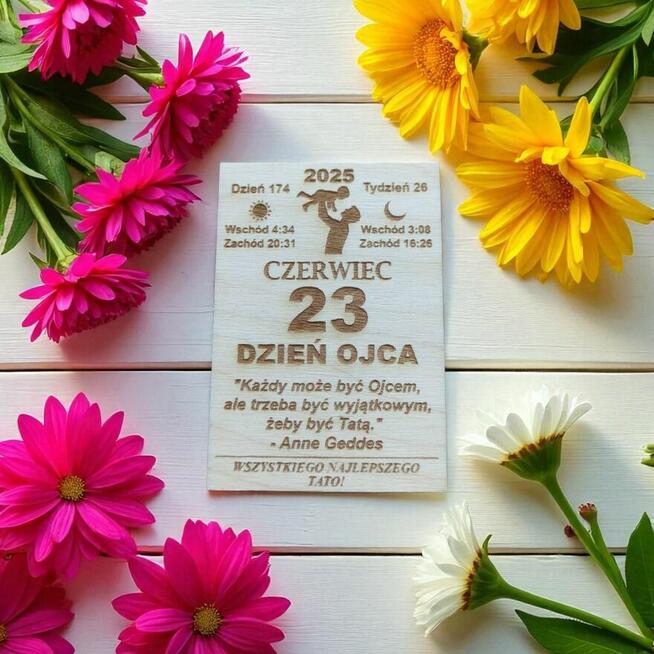 2025
Dzień 174 Tydzień 26
Wschód 4:34 Wschód 3:08
Zachód 20:31 Zachód 16:26
CZERWIEC
23
DZIEŃ OJCA
"Każdy może być Ojcem,
ale trzeba być wyjątkowym,
żeby być Tatą."
- Anne Geddes
WSZYSTKIEGO NAJLEPSZEGO
TATO!